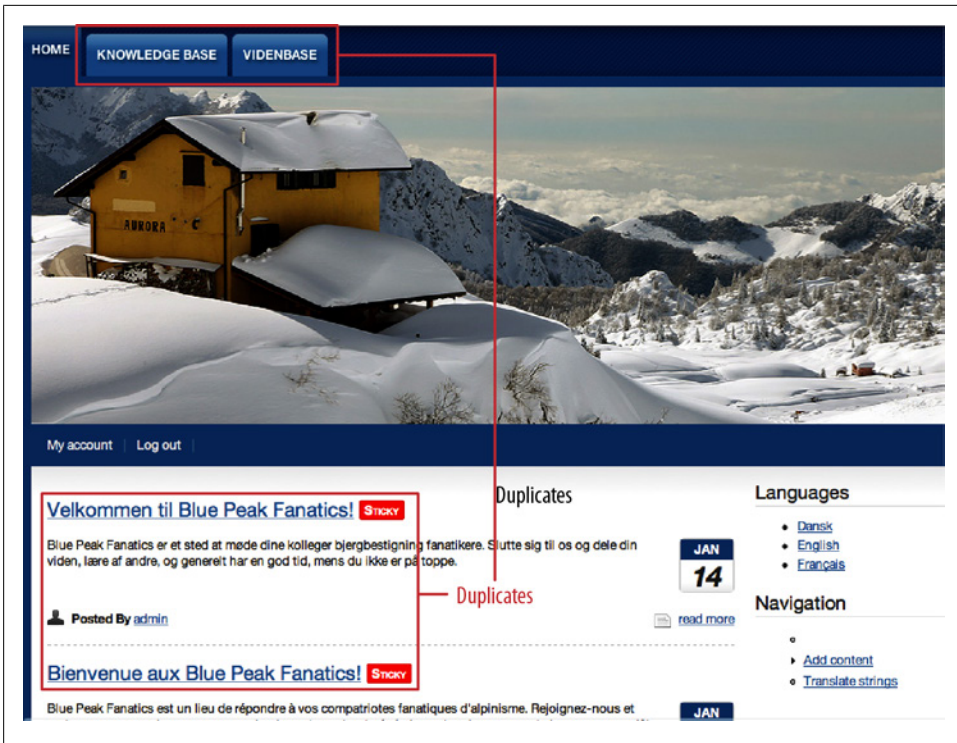 HOME
KNOWLEDGE BASE
VIDENBASE
AURORA
My account
Log out
Duplicates
Velkommen til Blue Peak Fanatics! STICKY
Blue Peak Fanatics er et sted at møde dine kolleger bjergbestigning fanatikere. Slutte sig til os og dele din
viden, lære af andre, og generelt har en god tid, mens du ikke er på toppe.
JAN
14
Duplicates
Posted By admin
read more
Bienvenue aux Blue Peak Fanatics! STICKY
Blue Peak Fanatics est un lieu de répondre à vos compatriotes fanatiques d'alpinisme. Rejoignez-nous et
JAN
Languages
Dansk
English
Français
Navigation
Add content
Translate strings